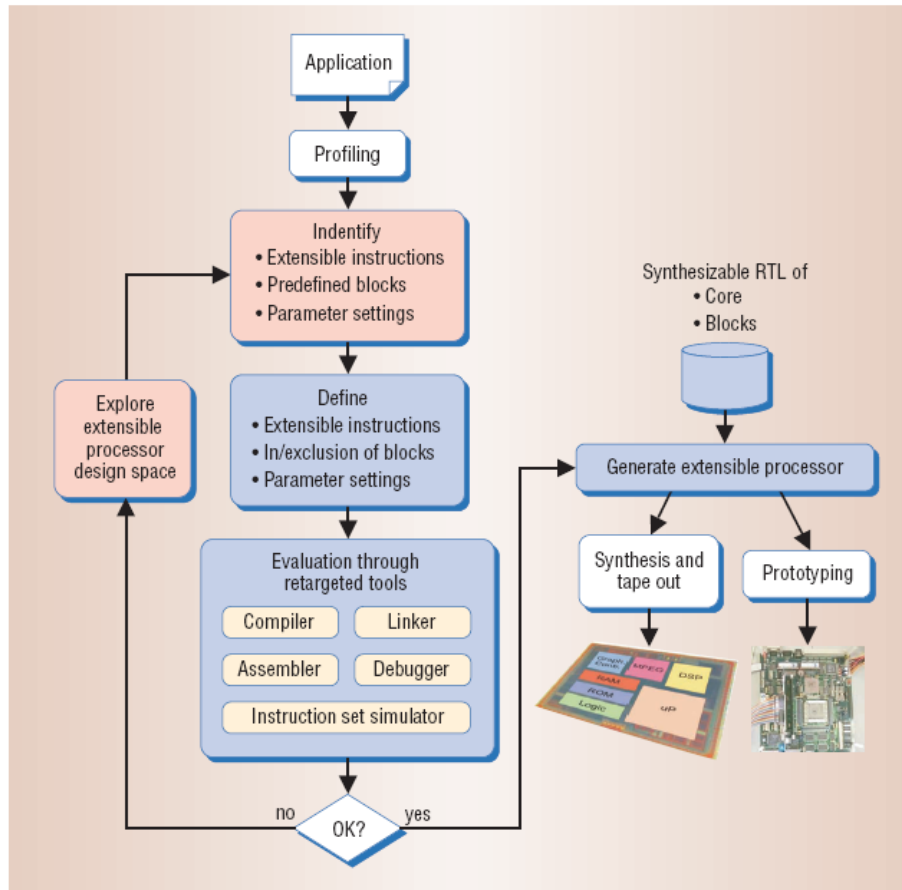 Application
Profiling
Indentify
• Extensible instructions
• Predefined blocks
• Parameter settings
Define
• Extensible instructions
• In/exclusion of blocks
• Parameter settings
Explore
extensible
processor
design space
Evaluation through
retargeted tools
Compiler
Linker
Assembler
Debugger
Instruction set simulator
no
OK?
yes
Synthesizable RTL of
• Core
• Blocks
Generate extensible processor
Synthesis and
tape out
Prototyping
Graph
Conk.
MPEG
DSP
RAM
ROM
Logic
uP